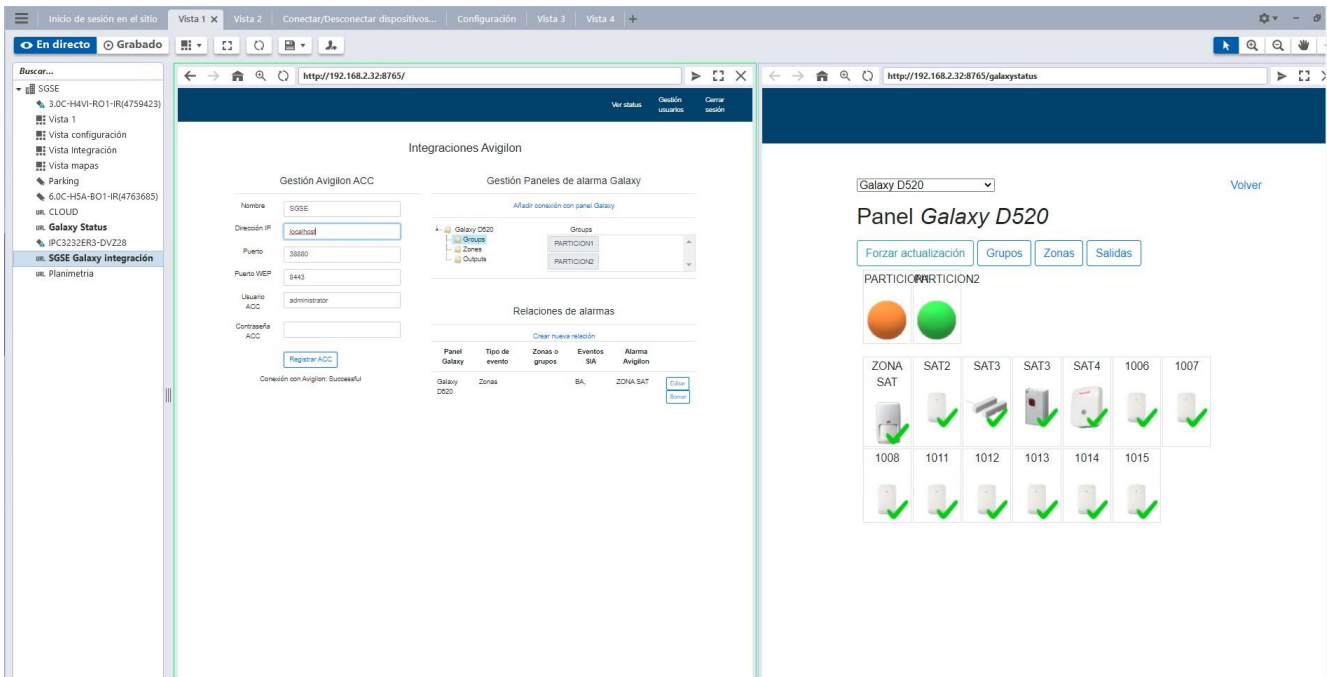 Inicio de sesión en el sitio
Vista 1
Vista 2
Conectar/Desconectar dispositivos...
Configuración
Vista 3
Vista 4
En directo
Grabado
Buscar...
SGSE
3.0C-H4VI-RO1-IR(4759423)
Vista 1
Vista configuración
Vista Integración
Vista mapas
Parking
6.0C-H5A-BO1-IR(4763685)
URL CLOUD
URL Galaxy Status
IPC3232ER3-DVZ28
URL SGSE Galaxy integración
URL Planimetria
http://192.168.2.32:8765/
Ver status
Gestión usuarios
Cerrar sesión
Integraciones Avigilon
Gestión Avigilon ACC
Nombre
SGSE
Dirección IP
localhost
Puerto
38880
Puerto WEP
8443
Usuario ACC
administrator
Contraseña ACC
Registrar ACC
Conexión con Avigilon: Successful
Gestión Paneles de alarma Galaxy
Añadir conexión con panel Galaxy
Galaxy D520
Groups
Zones
Outputs
Groups
PARTICION1
PARTICION2
Relaciones de alarmas
Crear nueva relación
Panel Galaxy
Tipo de evento
Zonas o grupos
Eventos SIA
Alarma Avigilon
Galaxy D520
Zonas
BA,
ZONA SAT
Editar
Borrar
http://192.168.2.32:8765/galaxystatus
Galaxy D520
Volver
Panel Galaxy D520
Forzar actualización
Grupos
Zonas
Salidas
PARTICION1
PARTICION2
ZONA SAT
SAT2
SAT3
SAT3
SAT4
1006
1007
1008
1011
1012
1013
1014
1015